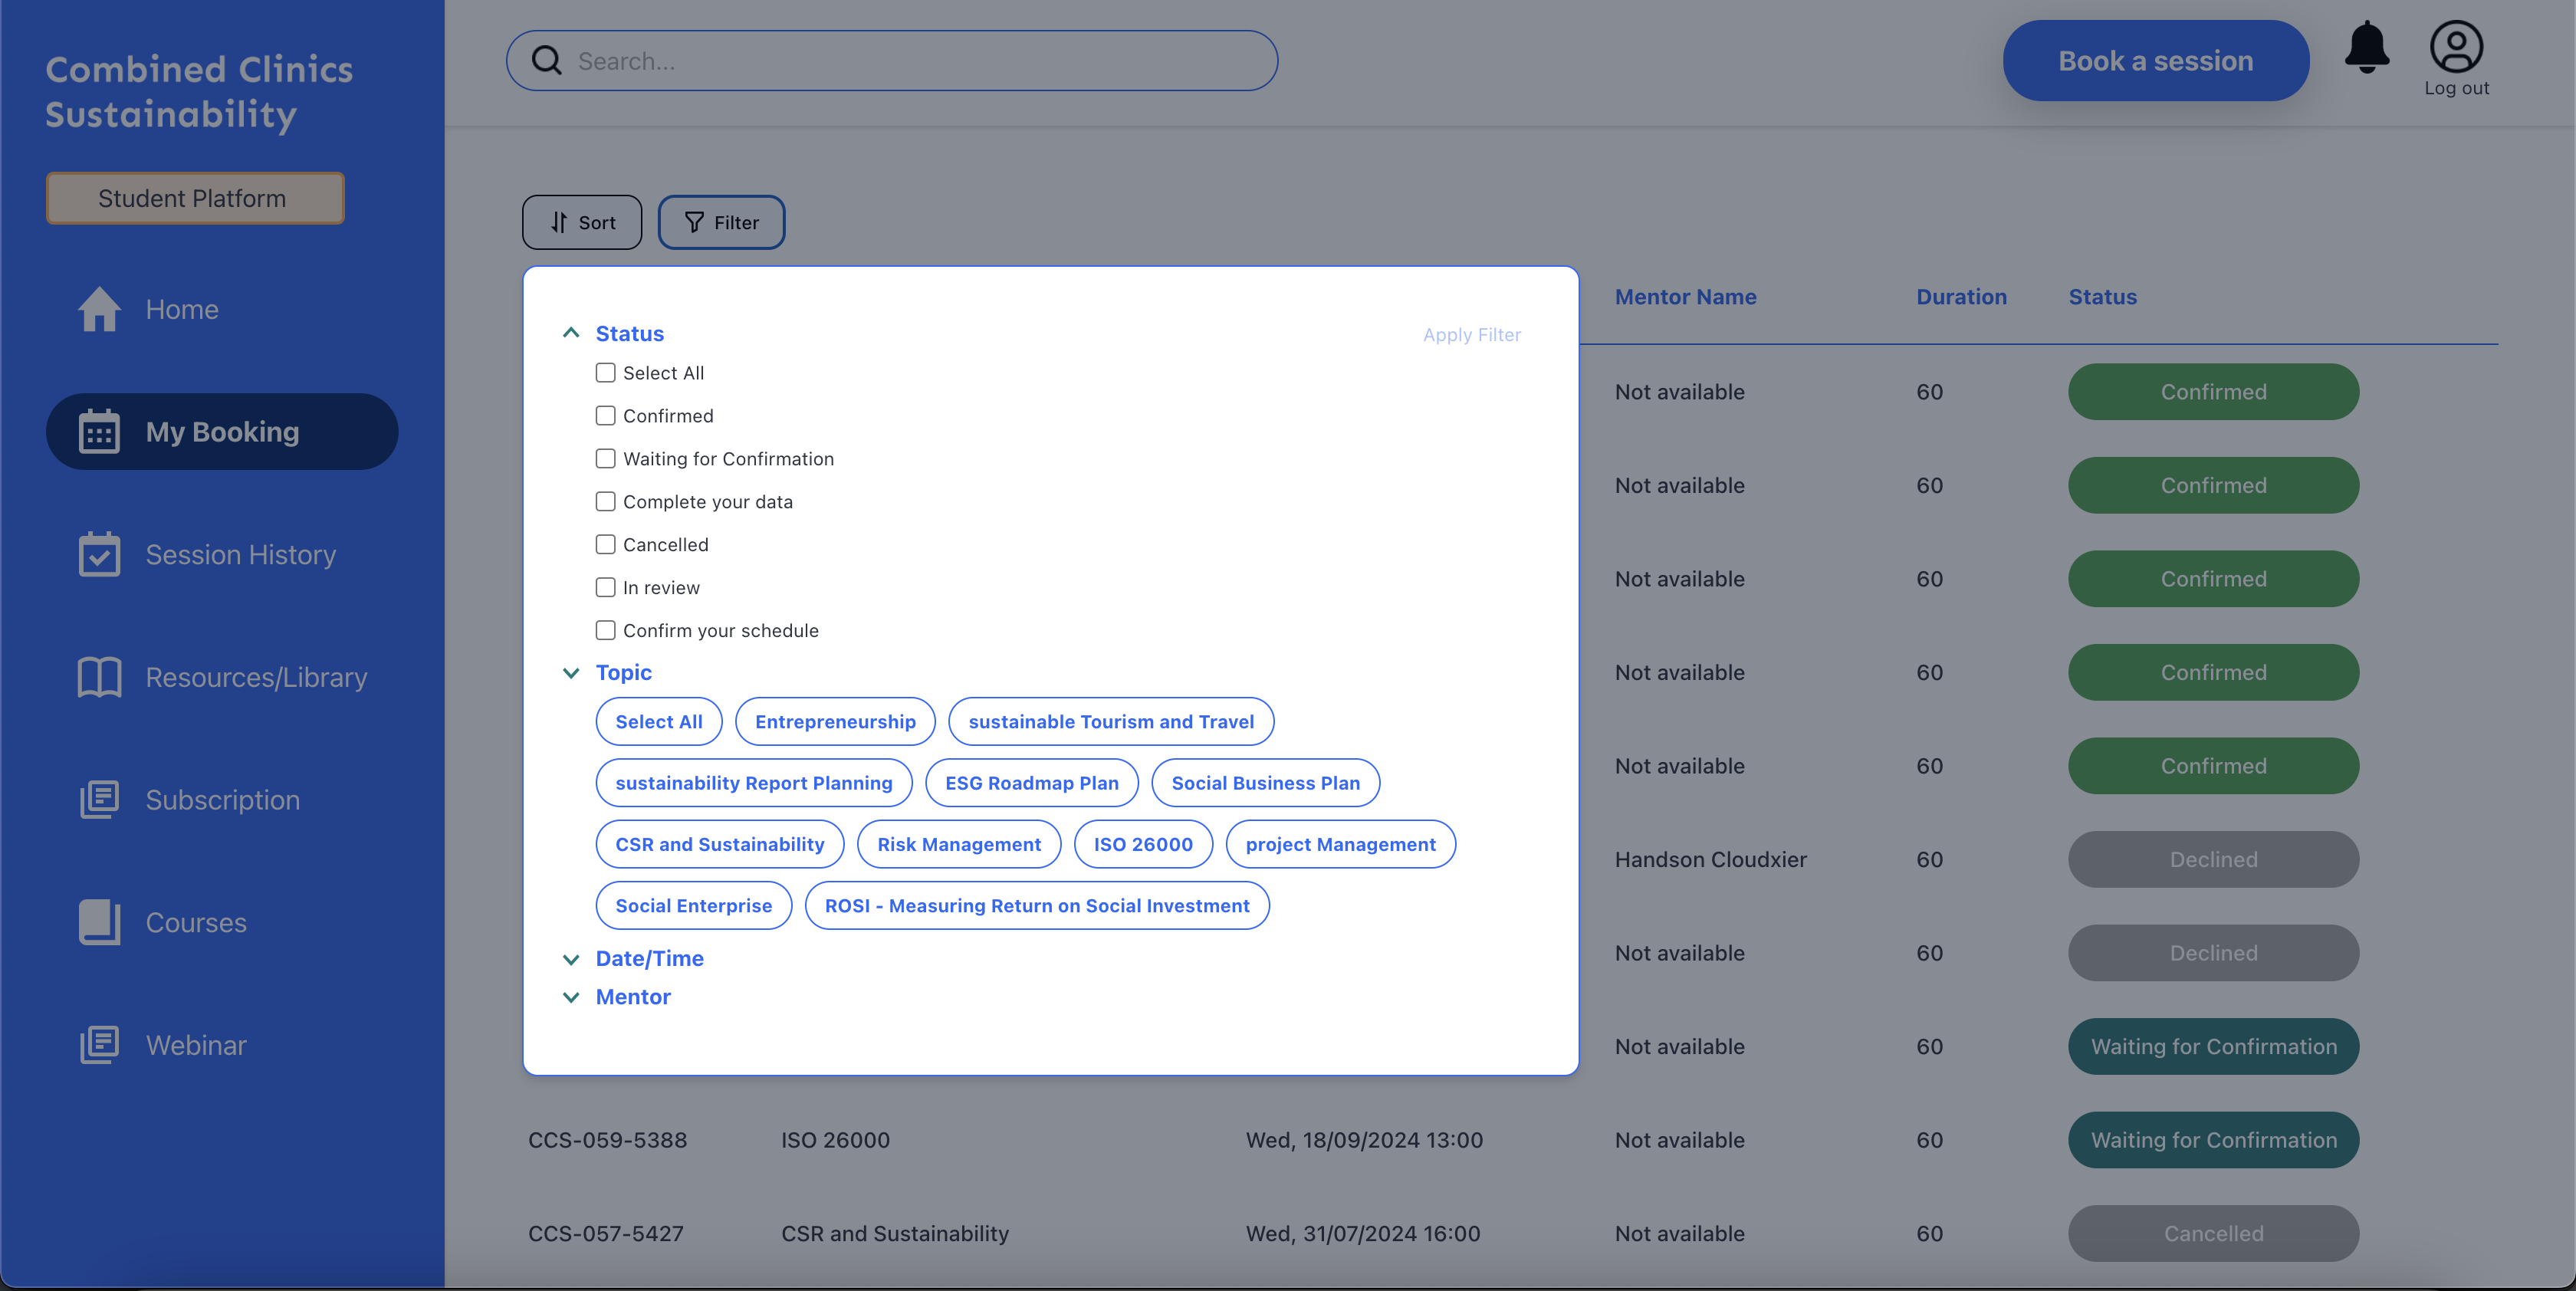 Combined Clinics
Sustainability
Student Platform
Home
My Booking
Session History
Resources/Library
Subscription
Courses
Webinar
Search...
Book a session
Log out
Sort
Filter
Status
Apply Filter
Select All
Confirmed
Waiting for Confirmation
Complete your data
Cancelled
In review
Confirm your schedule
Topic
Select All Entrepreneurship sustainable Tourism and Travel
sustainability Report Planning ESG Roadmap Plan Social Business Plan
CSR and Sustainability Risk Management ISO 26000 project Management
Social Enterprise ROSI - Measuring Return on Social Investment
Date/Time
Mentor
Mentor Name Duration Status
Not available 60 Confirmed
Not available 60 Confirmed
Not available 60 Confirmed
Not available 60 Confirmed
Not available 60 Confirmed
Handson Cloudxier 60 Declined
Not available 60 Declined
Not available 60 Waiting for Confirmation
CCS-059-5388 ISO 26000 Wed, 18/09/2024 13:00 Not available 60 Waiting for Confirmation
CCS-057-5427 CSR and Sustainability Wed, 31/07/2024 16:00 Not available 60 Cancelled